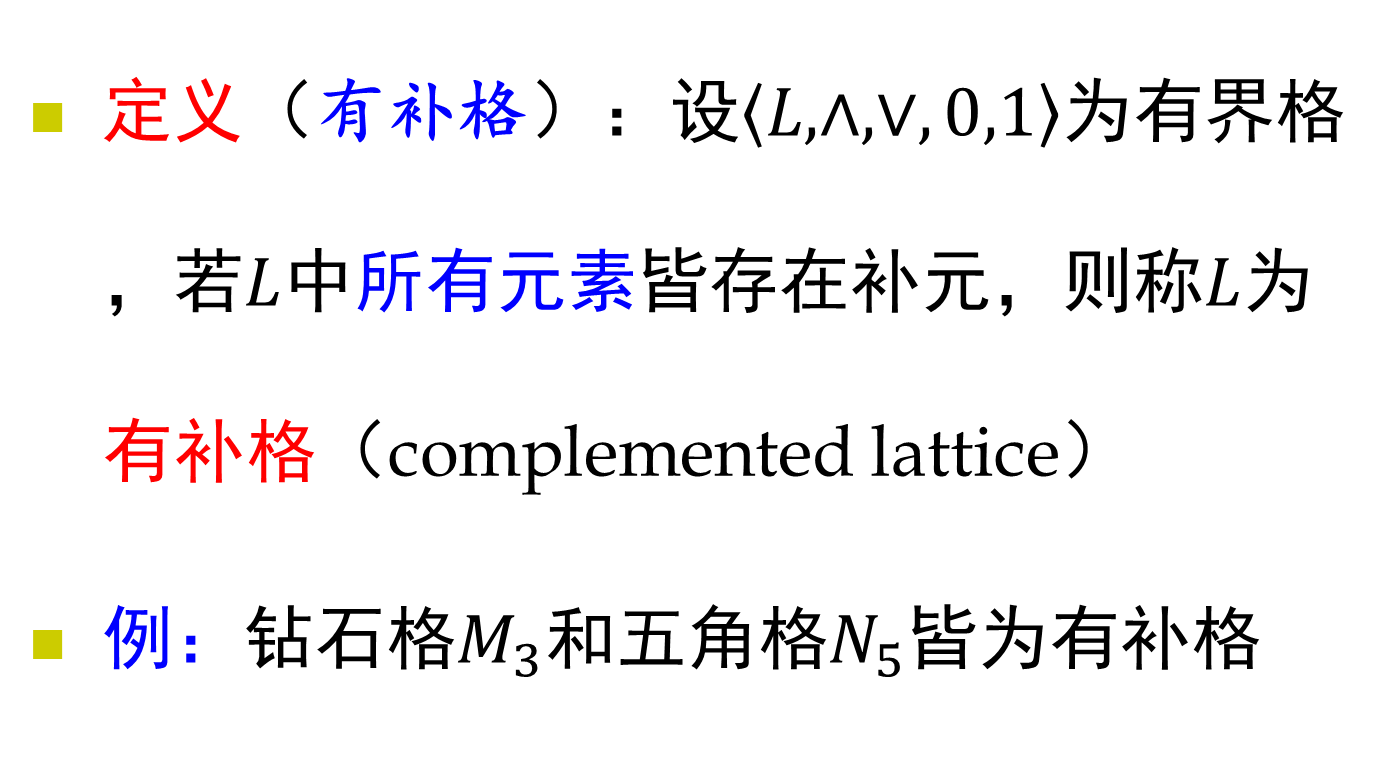 定义（有补格）：设⟨L,∧,∨, 0,1⟩为有界格
，若L中所有元素皆存在补元，则称L为
有补格（complemented lattice）
例：钻石格M₃和五角格N₅皆为有补格